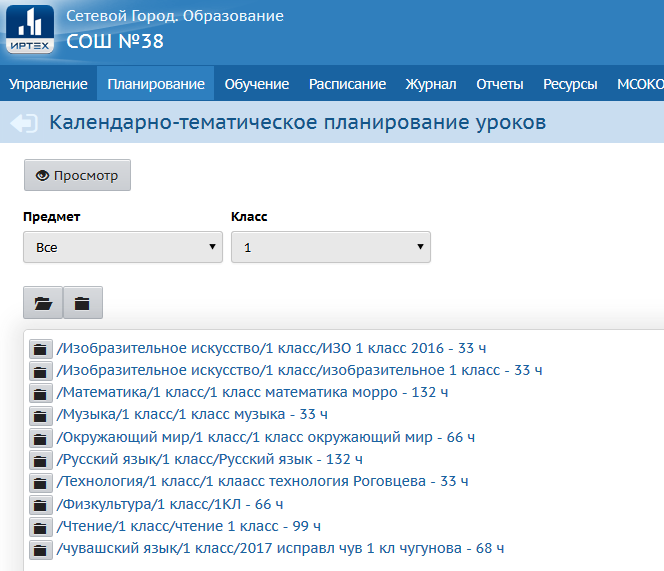 Сетевой Город. Образование
ИРТЕХ СОШ №38
Управление Планирование Обучение Расписание Журнал Отчеты Ресурсы МСОКО
Календарно-тематическое планирование уроков
Просмотр
Предмет Класс
Все 1
/Изобразительное искусство/1 класс/ИЗО 1 класс 2016 - 33 ч
/Изобразительное искусство/1 класс/изобразительное 1 класс - 33 ч
/Математика/1 класс/1 класс математика морро - 132 ч
/Музыка/1 класс/1 класс музыка - 33 ч
/Окружающий мир/1 класс/1 класс окружающий мир - 66 ч
/Русский язык/1 класс/Русский язык - 132 ч
/Технология/1 класс/1 клаасс технология Роговцева - 33 ч
/Физкультура/1 класс/1КЛ - 66 ч
/Чтение/1 класс/чтение 1 класс - 99 ч
/чувашский язык/1 класс/2017 исправл чув 1 кл чугунова - 68 ч